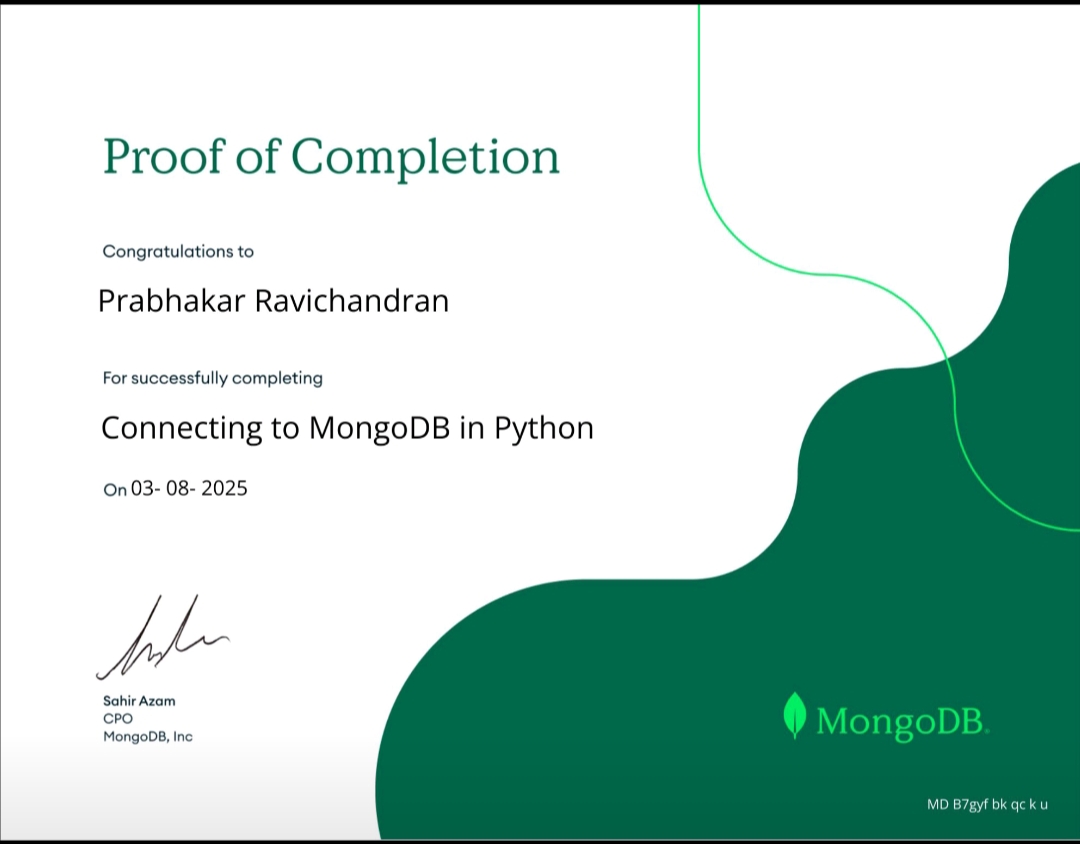 Proof of Completion
Congratulations to
Prabhakar Ravichandran
For successfully completing
Connecting to MongoDB in Python
On 03- 08- 2025
Sahir Azam
CPO
MongoDB, Inc
MongoDB.
MD B7gyf bk qc k u